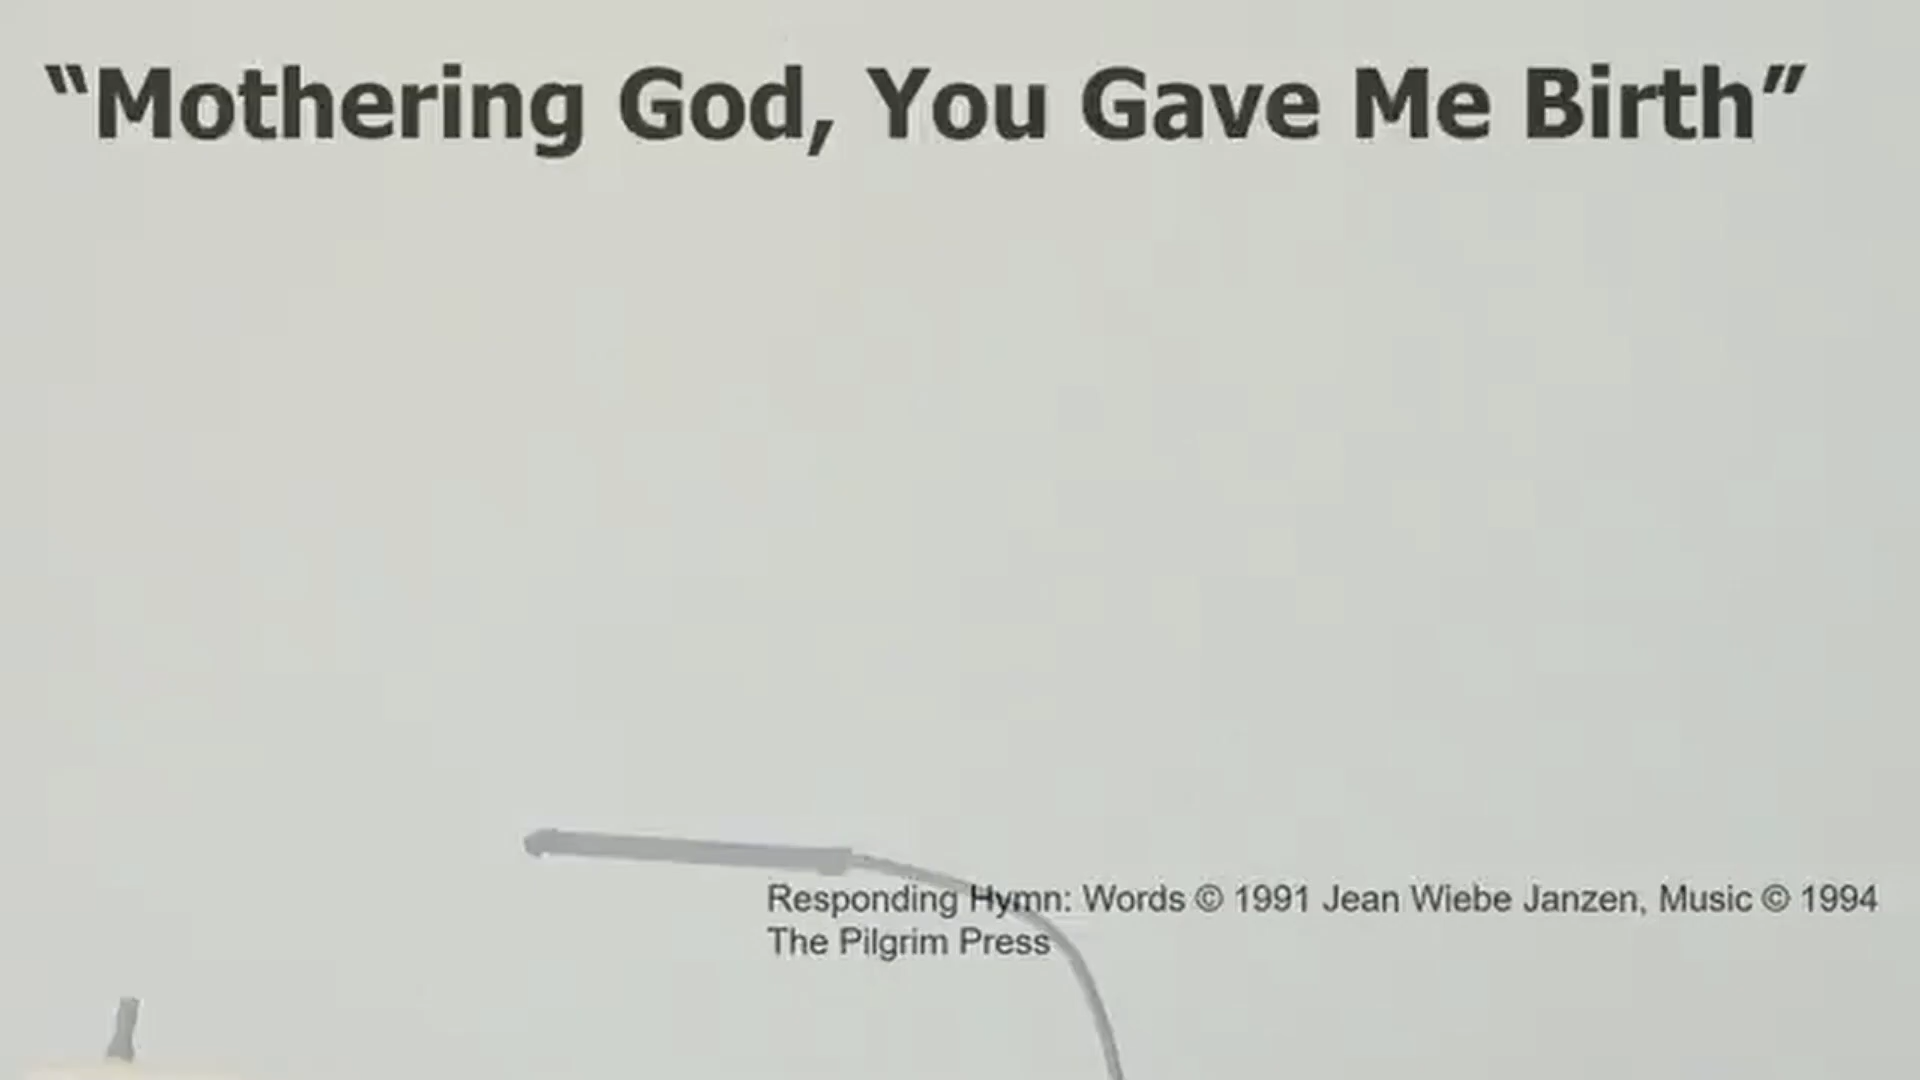 “Mothering God, You Gave Me Birth”
Responding Hymn: Words © 1991 Jean Wiebe Janzen, Music © 1994
The Pilgrim Press